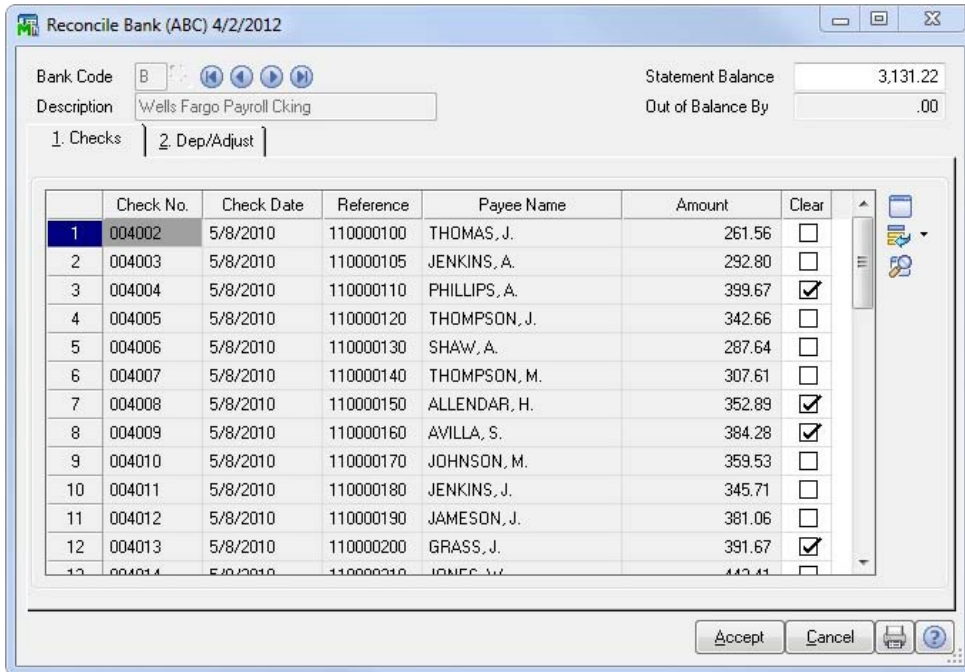 Reconcile Bank (ABC) 4/2/2012
Bank Code B Statement Balance 3,131.22
Description Wells Fargo Payroll Cking Out of Balance By .00
1. Checks 2. Dep/Adjust
Check No. Check Date Reference Payee Name Amount Clear
1 004002 5/8/2010 110000100 THOMAS, J. 261.56
2 004003 5/8/2010 110000105 JENKINS, A. 292.80
3 004004 5/8/2010 110000110 PHILLIPS, A. 399.67
4 004005 5/8/2010 110000120 THOMPSON, J. 342.66
5 004006 5/8/2010 110000130 SHAW, A. 287.64
6 004007 5/8/2010 110000140 THOMPSON, M. 307.61
7 004008 5/8/2010 110000150 ALLENDAR, H. 352.89
8 004009 5/8/2010 110000160 AVILLA, S. 384.28
9 004010 5/8/2010 110000170 JOHNSON, M. 359.53
10 004011 5/8/2010 110000180 JENKINS, J. 345.71
11 004012 5/8/2010 110000190 JAMESON, J. 381.06
12 004013 5/8/2010 110000200 GRASS, J. 391.67
Accept Cancel